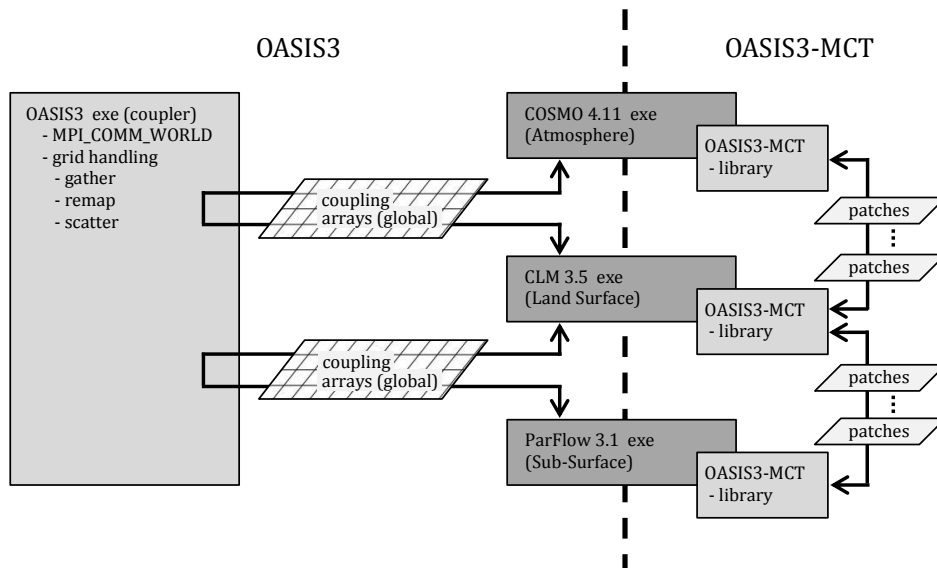 OASIS3
OASIS3-MCT
OASIS3 exe (coupler)
- MPI_COMM_WORLD
- grid handling
- gather
- remap
- scatter
coupling
arrays (global)
coupling
arrays (global)
COSMO 4.11 exe
(Atmosphere)
OASIS3-MCT
- library
CLM 3.5 exe
(Land Surface)
OASIS3-MCT
- library
ParFlow 3.1 exe
(Sub-Surface)
OASIS3-MCT
- library
patches
patches
patches
patches